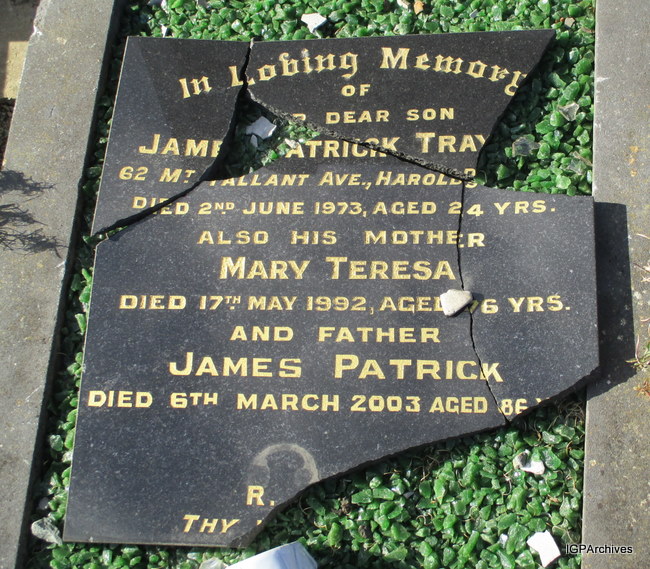 In Loving Memory
OF
DEAR SON
JAMES PATRICK
62 MT. TALLANT AVE., HAROLD'S
DIED 2ND JUNE 1973, AGED 24 YRS.
ALSO HIS MOTHER
MARY TERESA
DIED 17TH MAY 1992, AGED 6 YRS.
AND FATHER
JAMES PATRICK
DIED 6TH MARCH 2003 AGED 86
R.
THY
IGPArchives